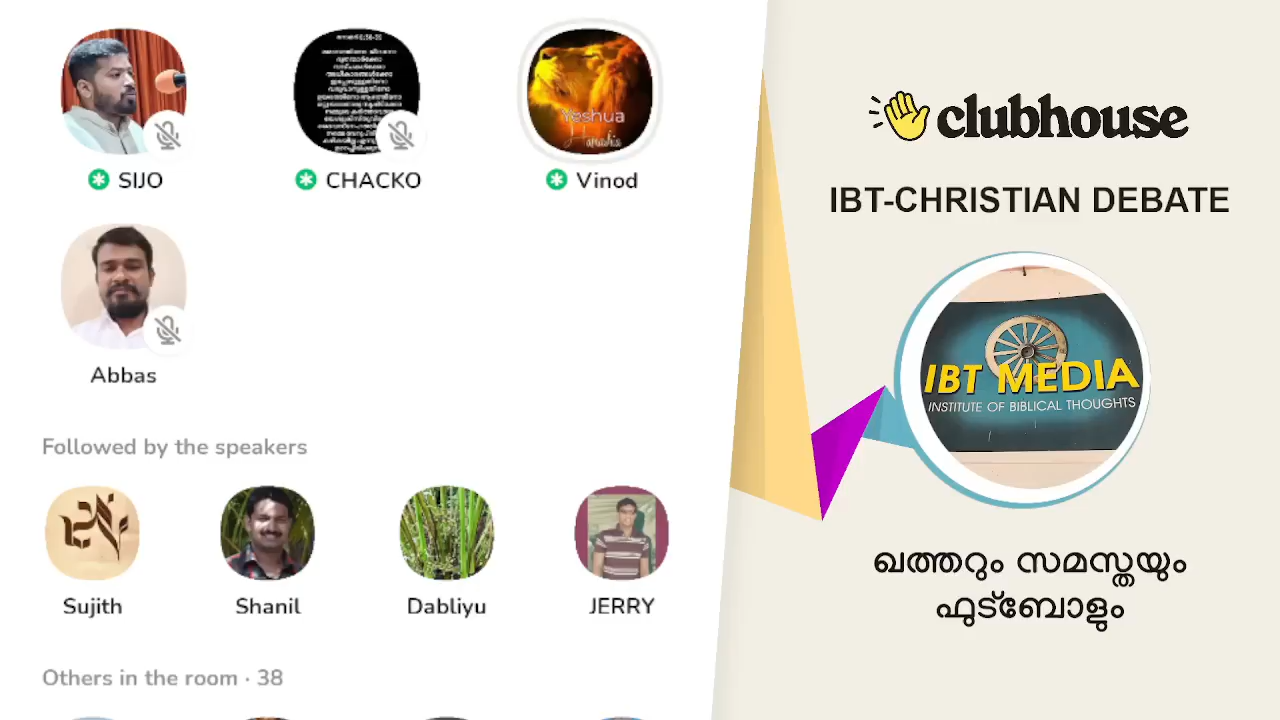 SIJO
CHACKO
Vinod
Yeshua
Abbas
Followed by the speakers
Sujith
Shanil
Dabliyu
JERRY
Others in the room · 38
clubhouse
IBT-CHRISTIAN DEBATE
IBT MEDIA
INSTITUTE OF BIBLICAL THOUGHTS
ഖത്തറും സമസ്തയും
ഫുട്ബോളും